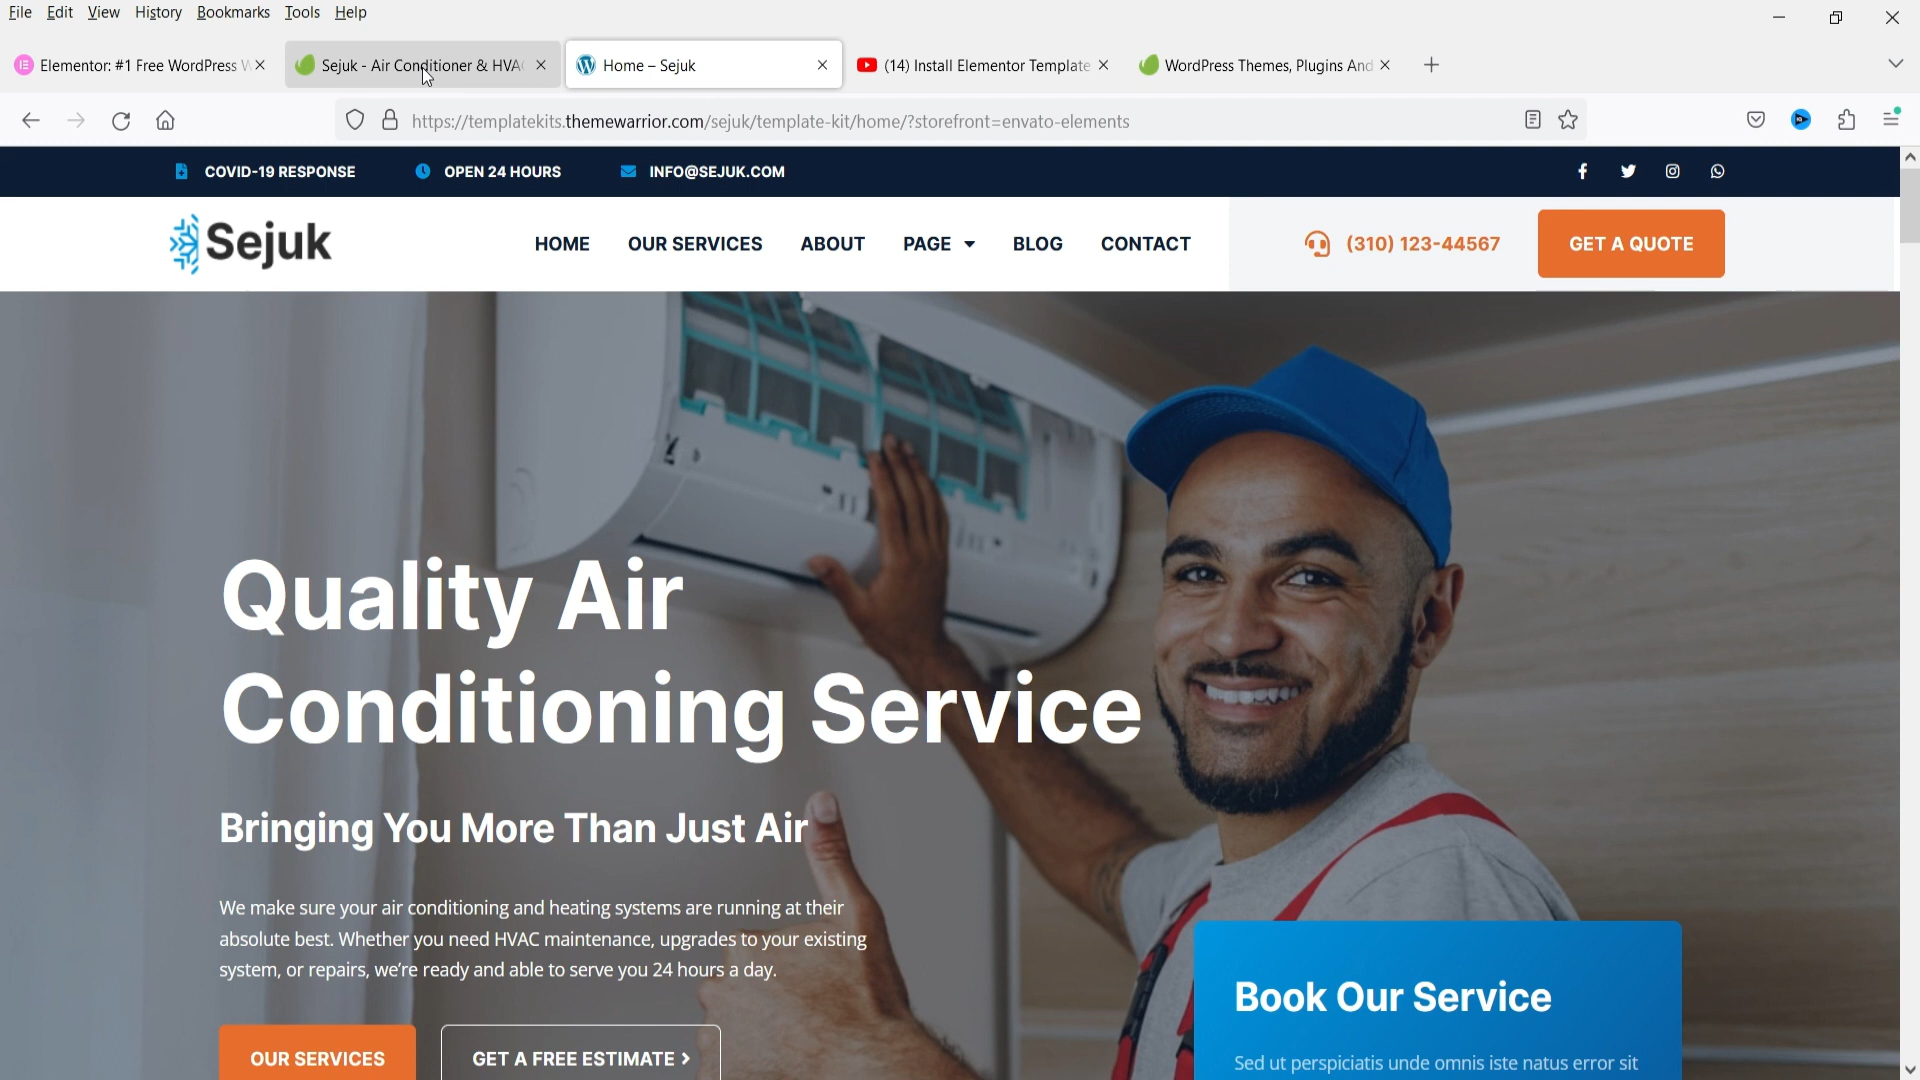 File Edit View History Bookmarks Tools Help
Elementor: #1 Free WordPress W
Sejuk - Air Conditioner & HVAC
Home – Sejuk
(14) Install Elementor Template
WordPress Themes, Plugins And
https://templatekits.themewarrior.com/sejuk/template-kit/home/?storefront=envato-elements
COVID-19 RESPONSE OPEN 24 HOURS INFO@SEJUK.COM
Sejuk HOME OUR SERVICES ABOUT PAGE BLOG CONTACT (310) 123-44567 GET A QUOTE
Quality Air
Conditioning Service
Bringing You More Than Just Air
We make sure your air conditioning and heating systems are running at their
absolute best. Whether you need HVAC maintenance, upgrades to your existing
system, or repairs, we're ready and able to serve you 24 hours a day.
OUR SERVICES GET A FREE ESTIMATE
Book Our Service
Sed ut perspiciatis unde omnis iste natus error sit